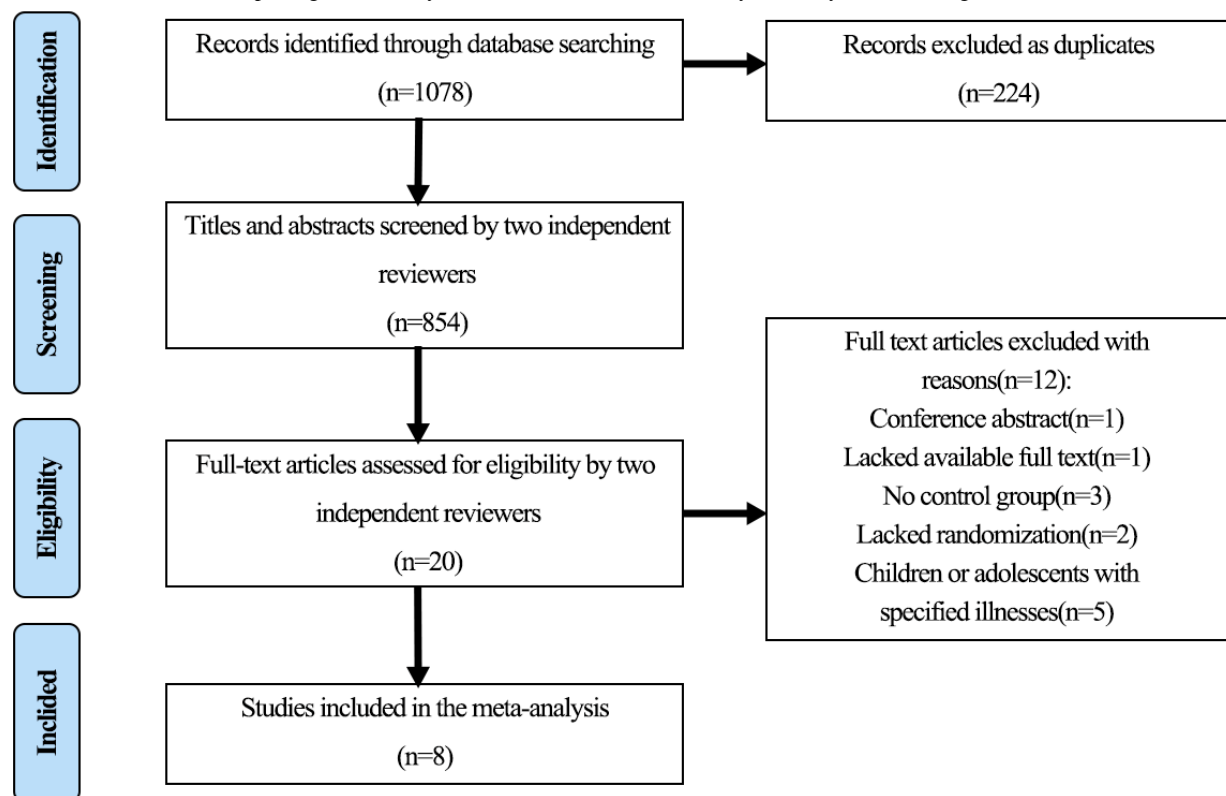 Identification
Records identified through database searching
(n=1078)
Records excluded as duplicates
(n=224)
Screening
Titles and abstracts screened by two independent
reviewers
(n=854)
Eligibility
Full-text articles assessed for eligibility by two
independent reviewers
(n=20)
Full text articles excluded with
reasons(n=12):
Conference abstract(n=1)
Lacked available full text(n=1)
No control group(n=3)
Lacked randomization(n=2)
Children or adolescents with
specified illnesses(n=5)
Inclided
Studies included in the meta-analysis
(n=8)